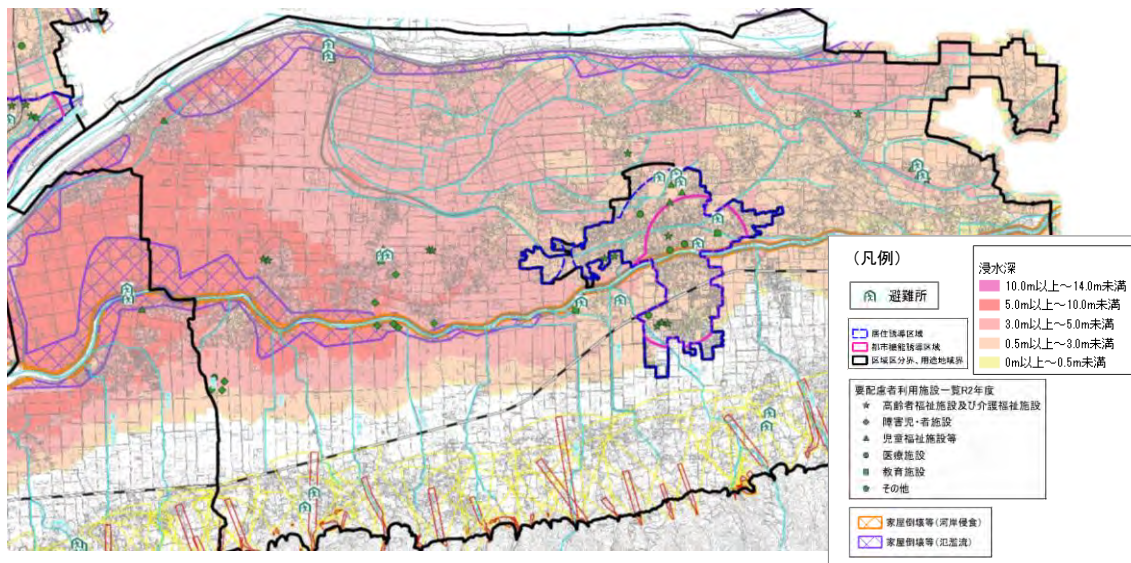 (凡例)
避難所
居住誘導区域
都市機能誘導区域
区域区分界、用途地域界
要配慮者利用施設一覧R2年度
高齢者福祉施設及び介護福祉施設
障害児・者施設
児童福祉施設等
医療施設
教育施設
その他
家屋倒壊等(河岸侵食)
家屋倒壊等(氾濫流)
浸水深
10.0m以上~14.0m未満
5.0m以上~10.0m未満
3.0m以上~5.0m未満
0.5m以上~3.0m未満
0m以上~0.5m未満